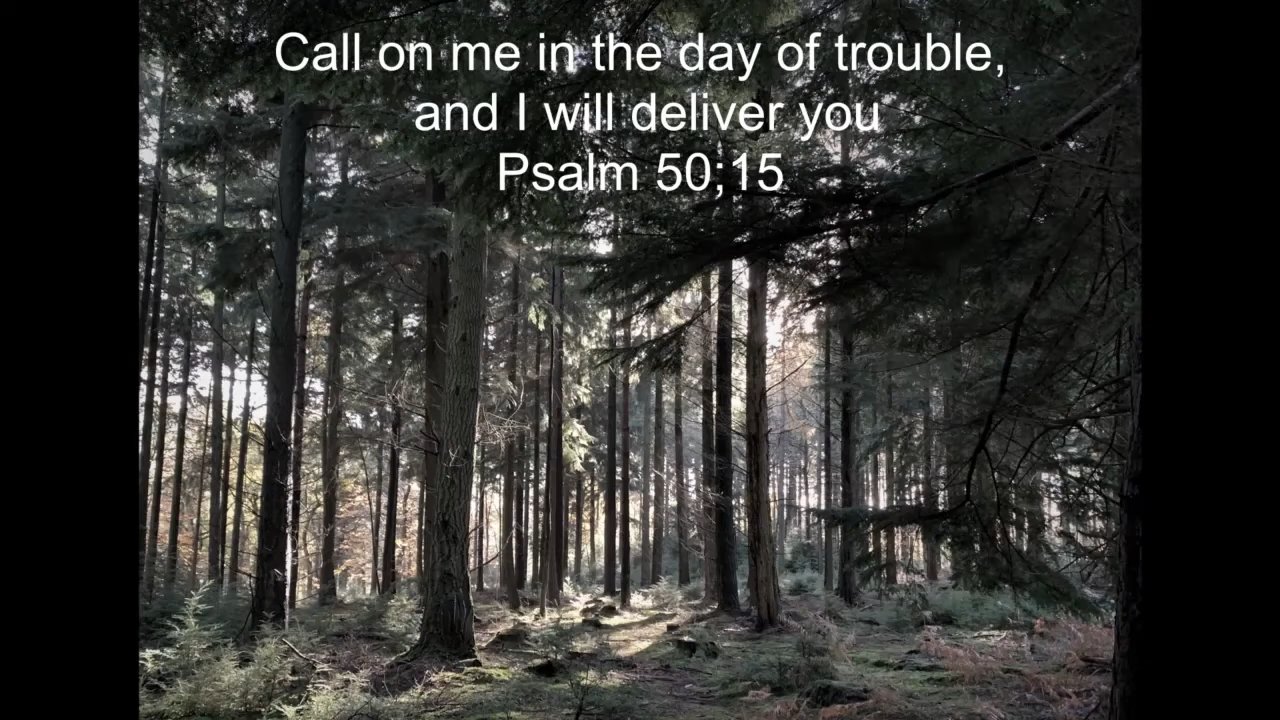 Call on me in the day of trouble,
and I will deliver you
Psalm 50;15